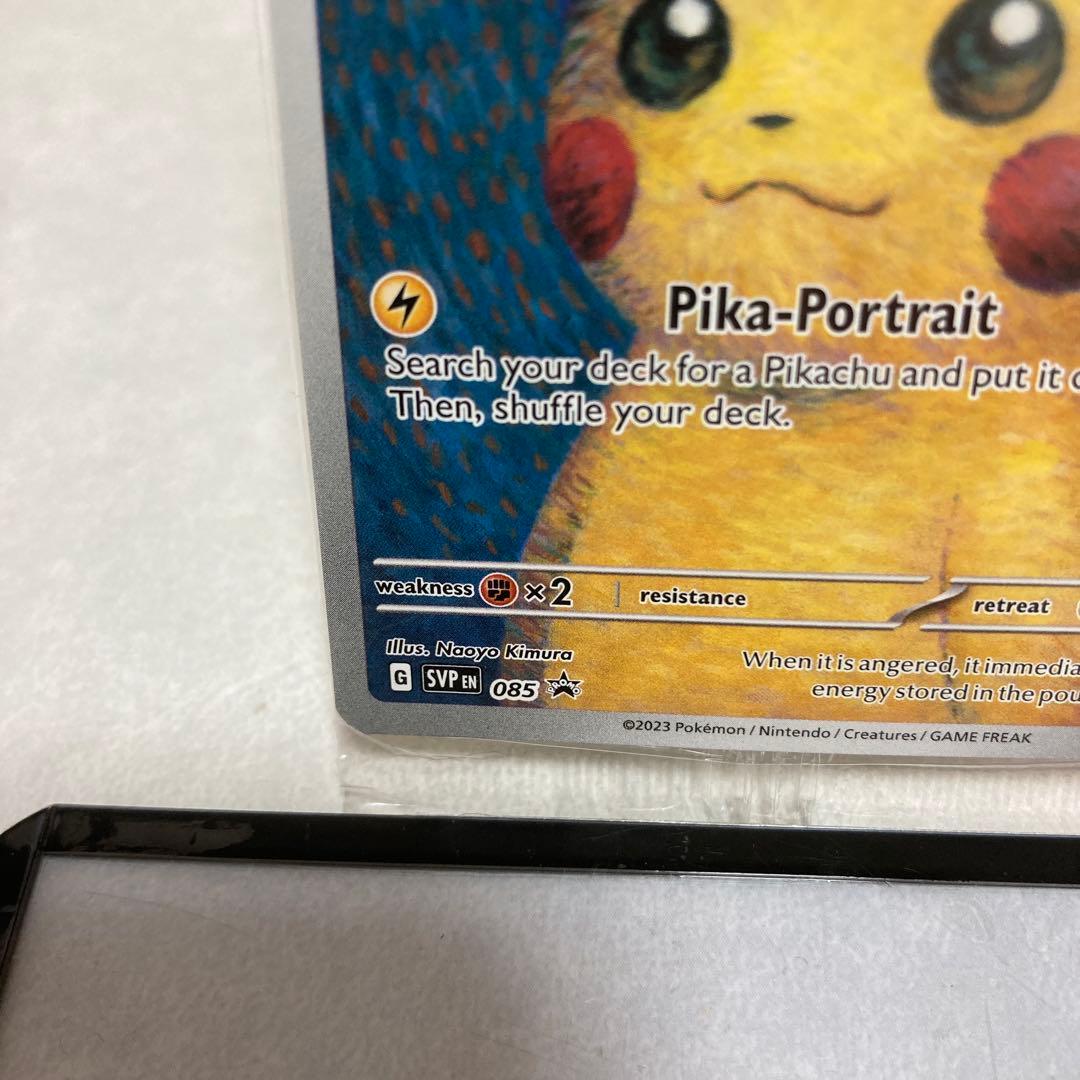 Pika-Portrait
Search your deck for a Pikachu and put it
Then, shuffle your deck.
weakness ×2 resistance retreat
Illus. Naoyo Kimura
G SVP EN 085 PROMO
When it is angered, it immedia
energy stored in the pou
©2023 Pokémon / Nintendo / Creatures / GAME FREAK